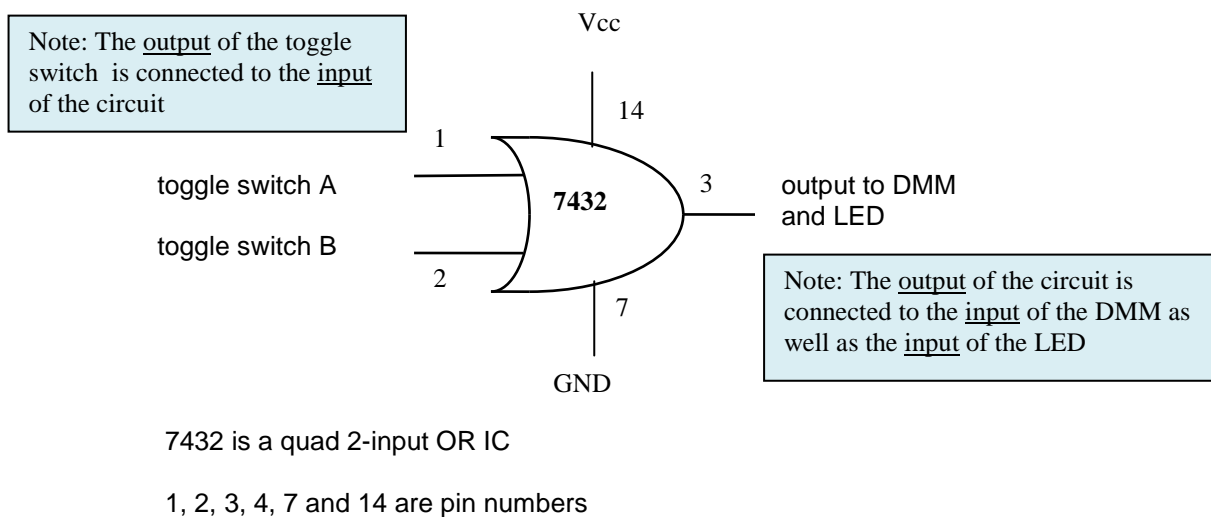 Vcc
Note: The output of the toggle
switch is connected to the input
of the circuit
14
1
toggle switch A
7432
3
output to DMM
and LED
toggle switch B
2
Note: The output of the circuit is
connected to the input of the DMM as
well as the input of the LED
7
GND
7432 is a quad 2-input OR IC
1, 2, 3, 4, 7 and 14 are pin numbers